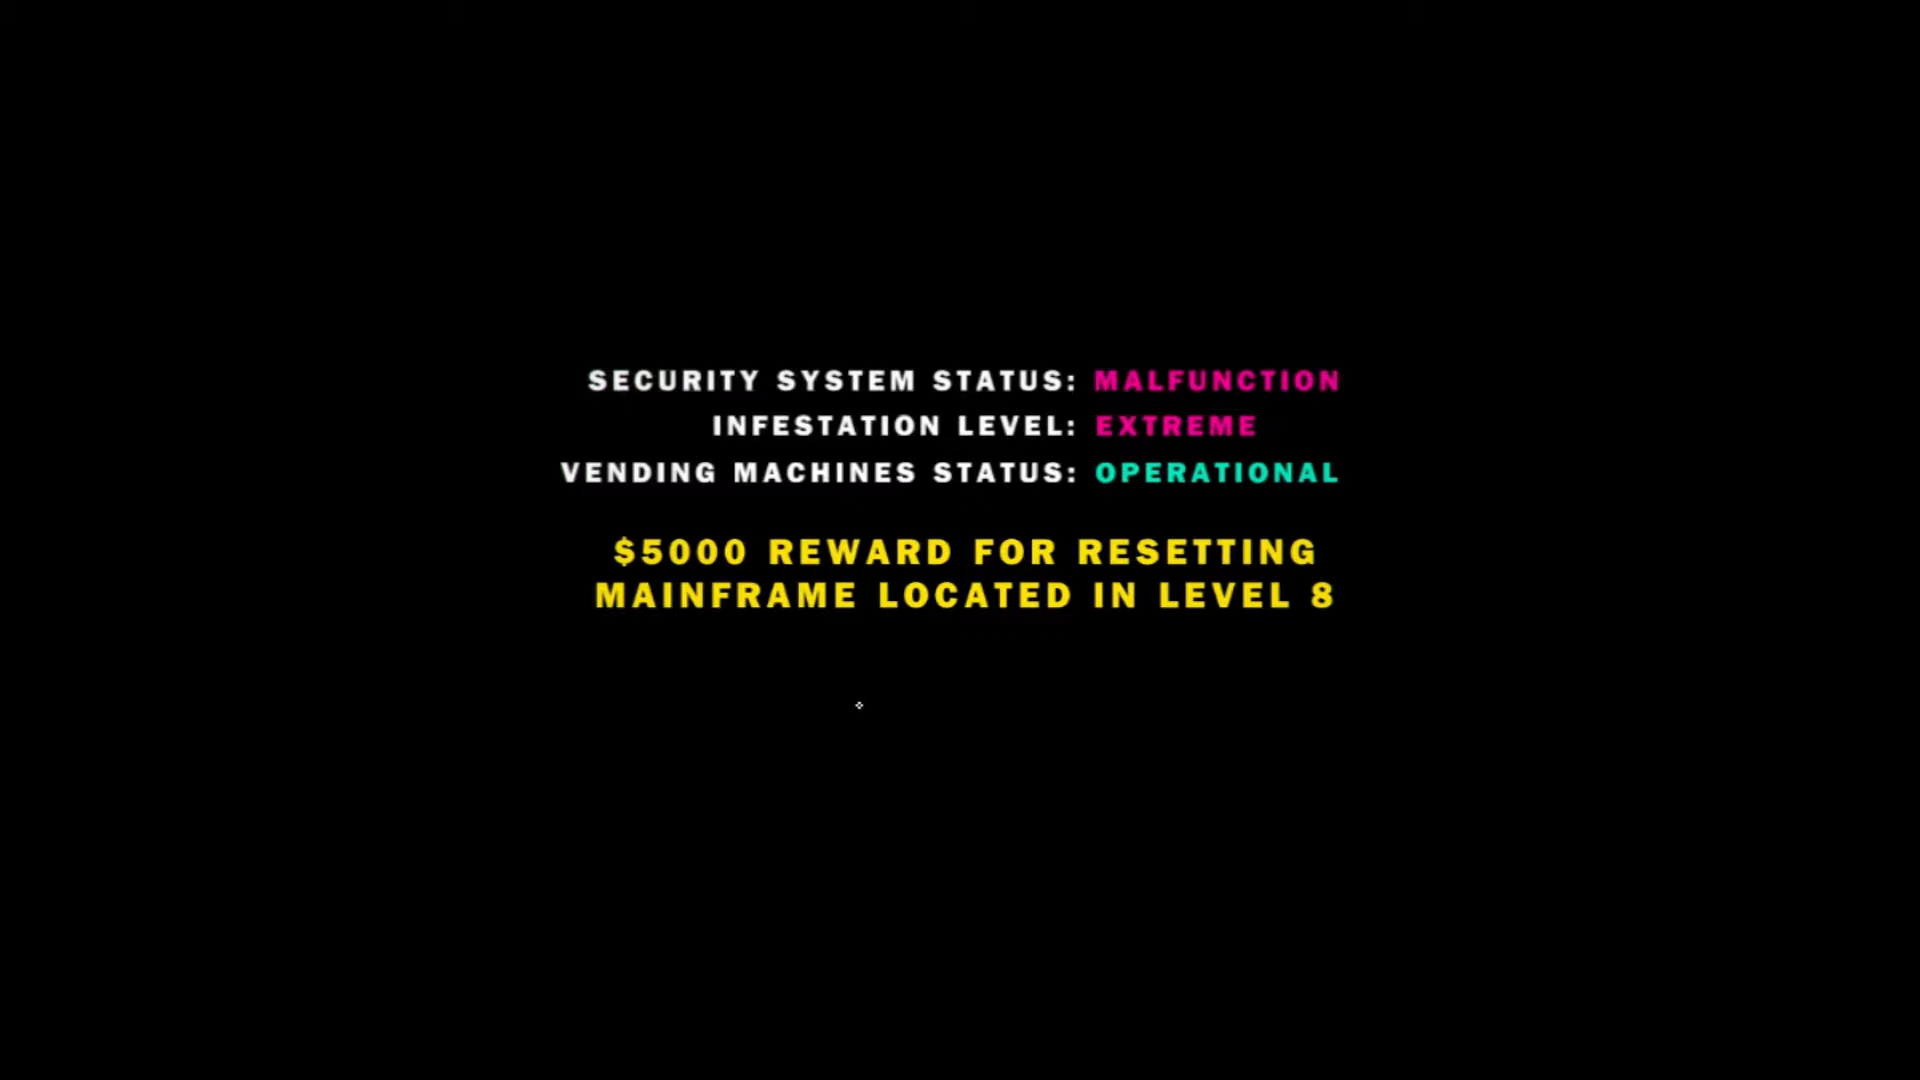 SECURITY SYSTEM STATUS: MALFUNCTION
INFESTATION LEVEL: EXTREME
VENDING MACHINES STATUS: OPERATIONAL
$5000 REWARD FOR RESETTING
MAINFRAME LOCATED IN LEVEL 8